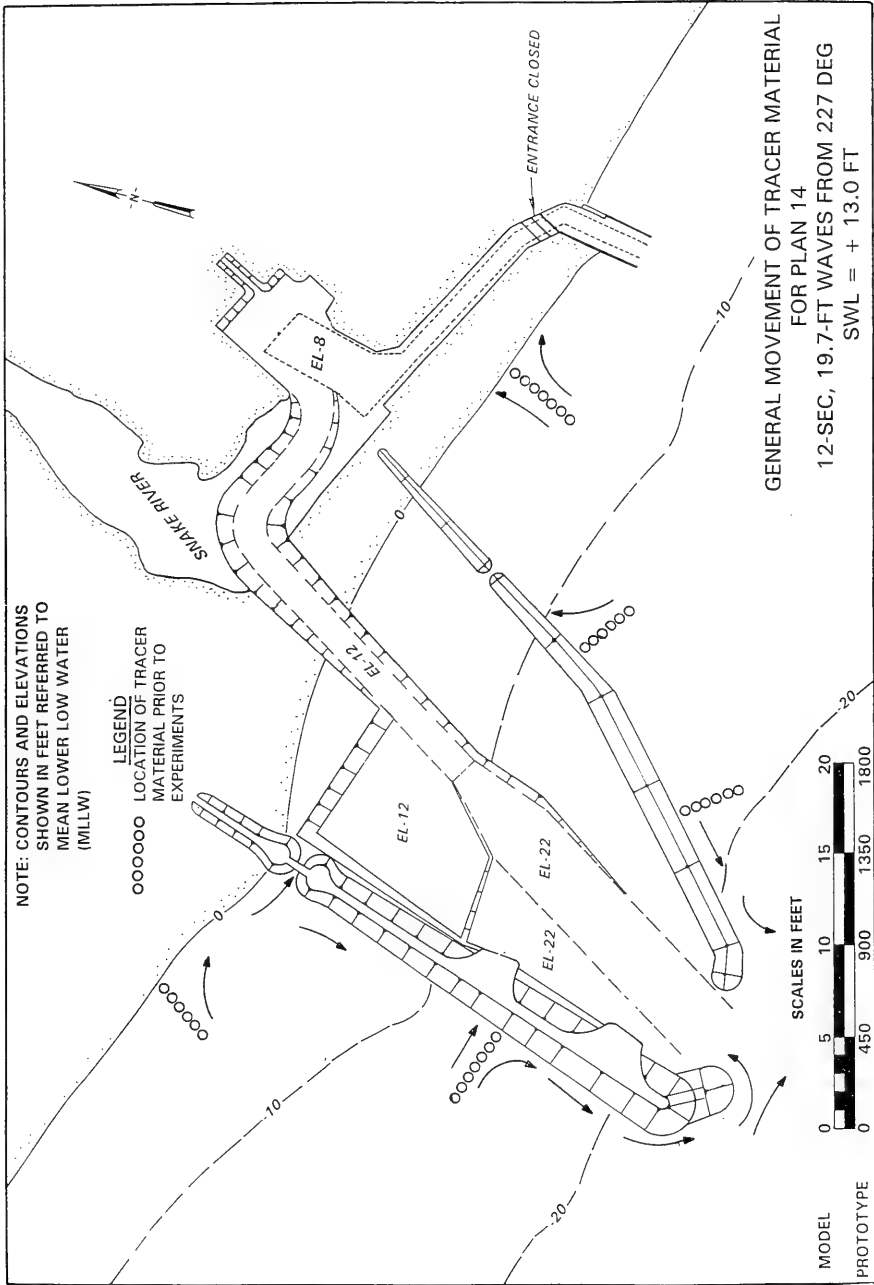 NOTE: CONTOURS AND ELEVATIONS
SHOWN IN FEET REFERRED TO
MEAN LOWER LOW WATER
(MLLW)
LEGEND
OOOOOO LOCATION OF TRACER
MATERIAL PRIOR TO
EXPERIMENTS
-N-
SNAKE RIVER
ENTRANCE CLOSED
EL-8
EL-12
EL-12
EL-22
EL-22
0
0
-10
-10
-20
-20
SCALES IN FEET
MODEL 0 5 10 15 20
PROTOTYPE 0 450 900 1350 1800
GENERAL MOVEMENT OF TRACER MATERIAL
FOR PLAN 14
12-SEC, 19.7-FT WAVES FROM 227 DEG
SWL = + 13.0 FT